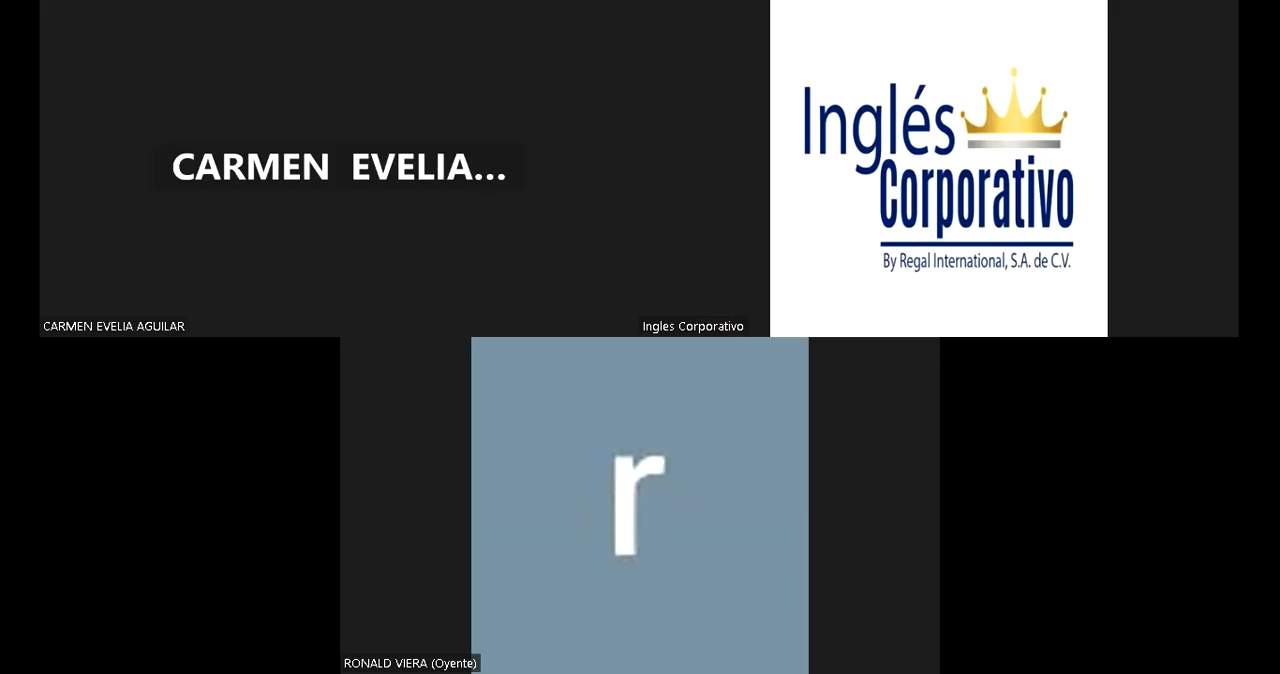 CARMEN EVELIA...
CARMEN EVELIA AGUILAR
Inglés
Corporativo
By Regal International, S.A. de C.V.
Ingles Corporativo
r
RONALD VIERA (Oyente)